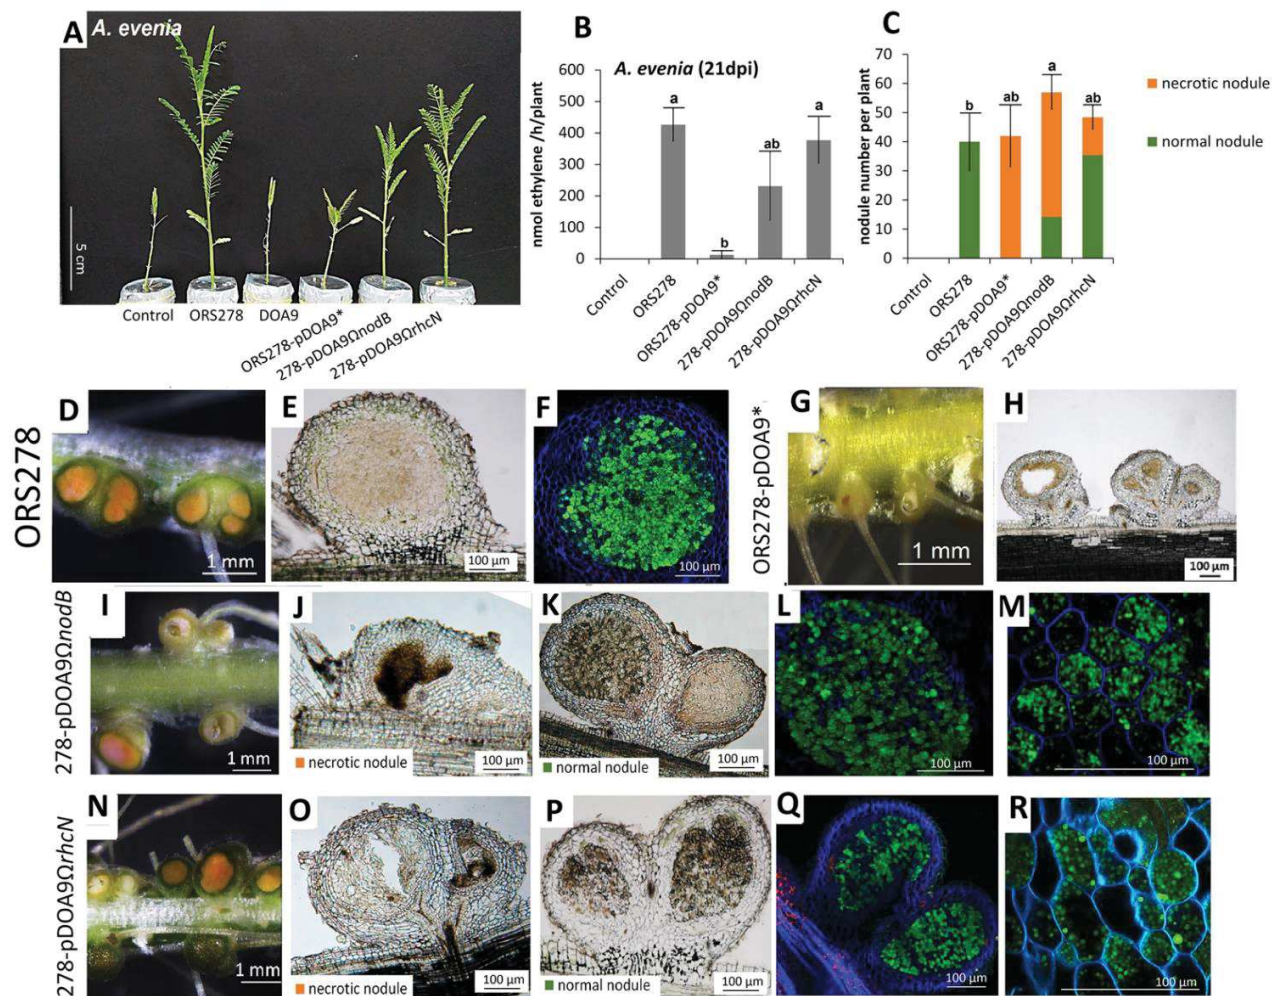 A
A. evenia
5 cm
Control
ORS278
DOA9
ORS278-pDOA9*
278-pDOA9ΩnodB
278-pDOA9ΩrhcN
B
A. evenia (21dpi)
nmol ethylene /h/plant
600
500
400
300
200
100
0
a
b
ab
a
Control
ORS278
ORS278-pDOA9*
278-pDOA9ΩnodB
278-pDOA9ΩrhcN
C
nodule number per plant
70
60
50
40
30
20
10
0
b
ab
a
ab
Control
ORS278
ORS278-pDOA9*
278-pDOA9ΩnodB
278-pDOA9ΩrhcN
necrotic nodule
normal nodule
ORS278
D
1 mm
E
100 µm
F
100 µm
ORS278-pDOA9*
G
1 mm
H
100 µm
278-pDOA9ΩnodB
I
1 mm
J
necrotic nodule
100 µm
K
normal nodule
100 µm
L
100 µm
M
100 µm
278-pDOA9ΩrhcN
N
1 mm
O
necrotic nodule
100 µm
P
normal nodule
100 µm
Q
100 µm
R
100 µm